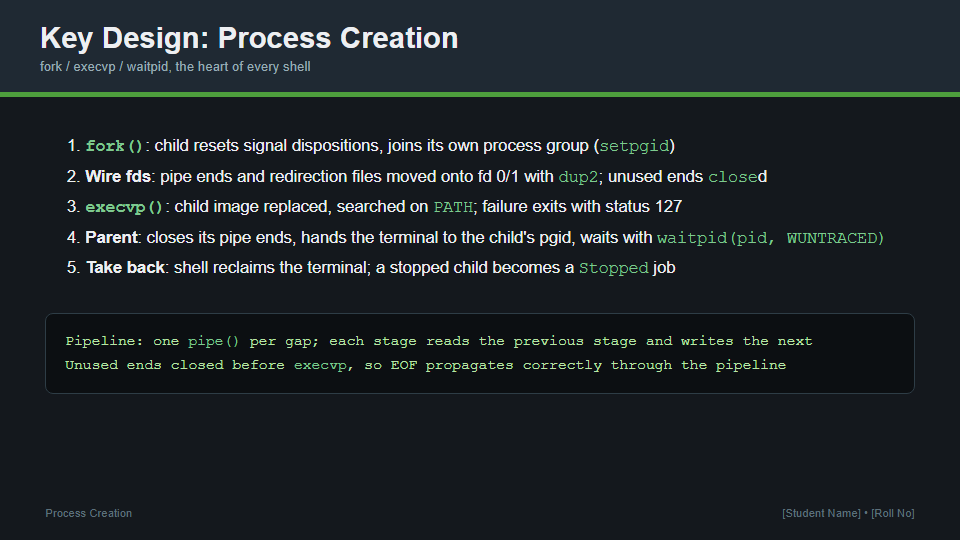 Key Design: Process Creation
fork / execvp / waitpid, the heart of every shell
1. fork(): child resets signal dispositions, joins its own process group (setpgid)
2. Wire fds: pipe ends and redirection files moved onto fd 0/1 with dup2; unused ends closed
3. execvp(): child image replaced, searched on PATH; failure exits with status 127
4. Parent: closes its pipe ends, hands the terminal to the child's pgid, waits with waitpid(pid, WUNTRACED)
5. Take back: shell reclaims the terminal; a stopped child becomes a Stopped job
Pipeline: one pipe() per gap; each stage reads the previous stage and writes the next
Unused ends closed before execvp, so EOF propagates correctly through the pipeline
Process Creation
[Student Name] • [Roll No]